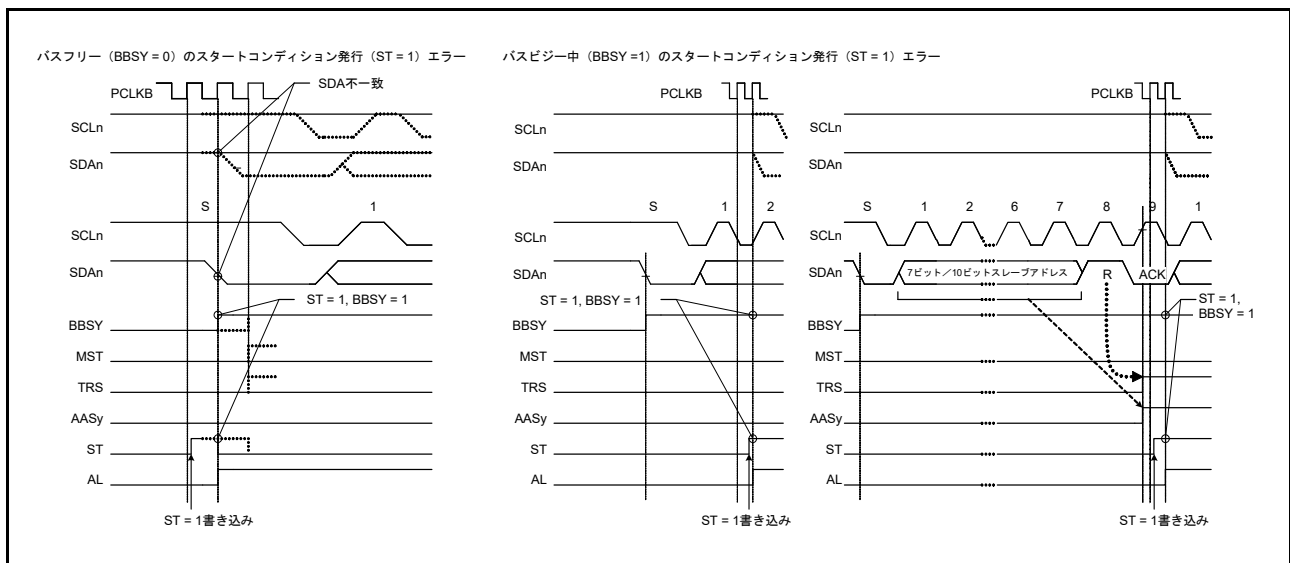 バスフリー（BBSY = 0）のスタートコンディション発行（ST = 1）エラー
PCLKB
SDA不一致
SCLn
SDAn
S 1
SCLn
SDAn
ST = 1, BBSY = 1
BBSY
MST
TRS
AASy
ST
AL
ST = 1書き込み
バスビジー中（BBSY =1）のスタートコンディション発行（ST = 1）エラー
PCLKB
SCLn
SDAn
S 1 2
SCLn
SDAn
ST = 1, BBSY = 1
BBSY
MST
TRS
AASy
ST
AL
ST = 1書き込み
PCLKB
SCLn
SDAn
S 1 2 6 7 8 9 1
SCLn
SDAn
7ビット／10ビットスレーブアドレス R ACK
ST = 1,
BBSY = 1
BBSY
MST
TRS
AASy
ST
AL
ST = 1書き込み